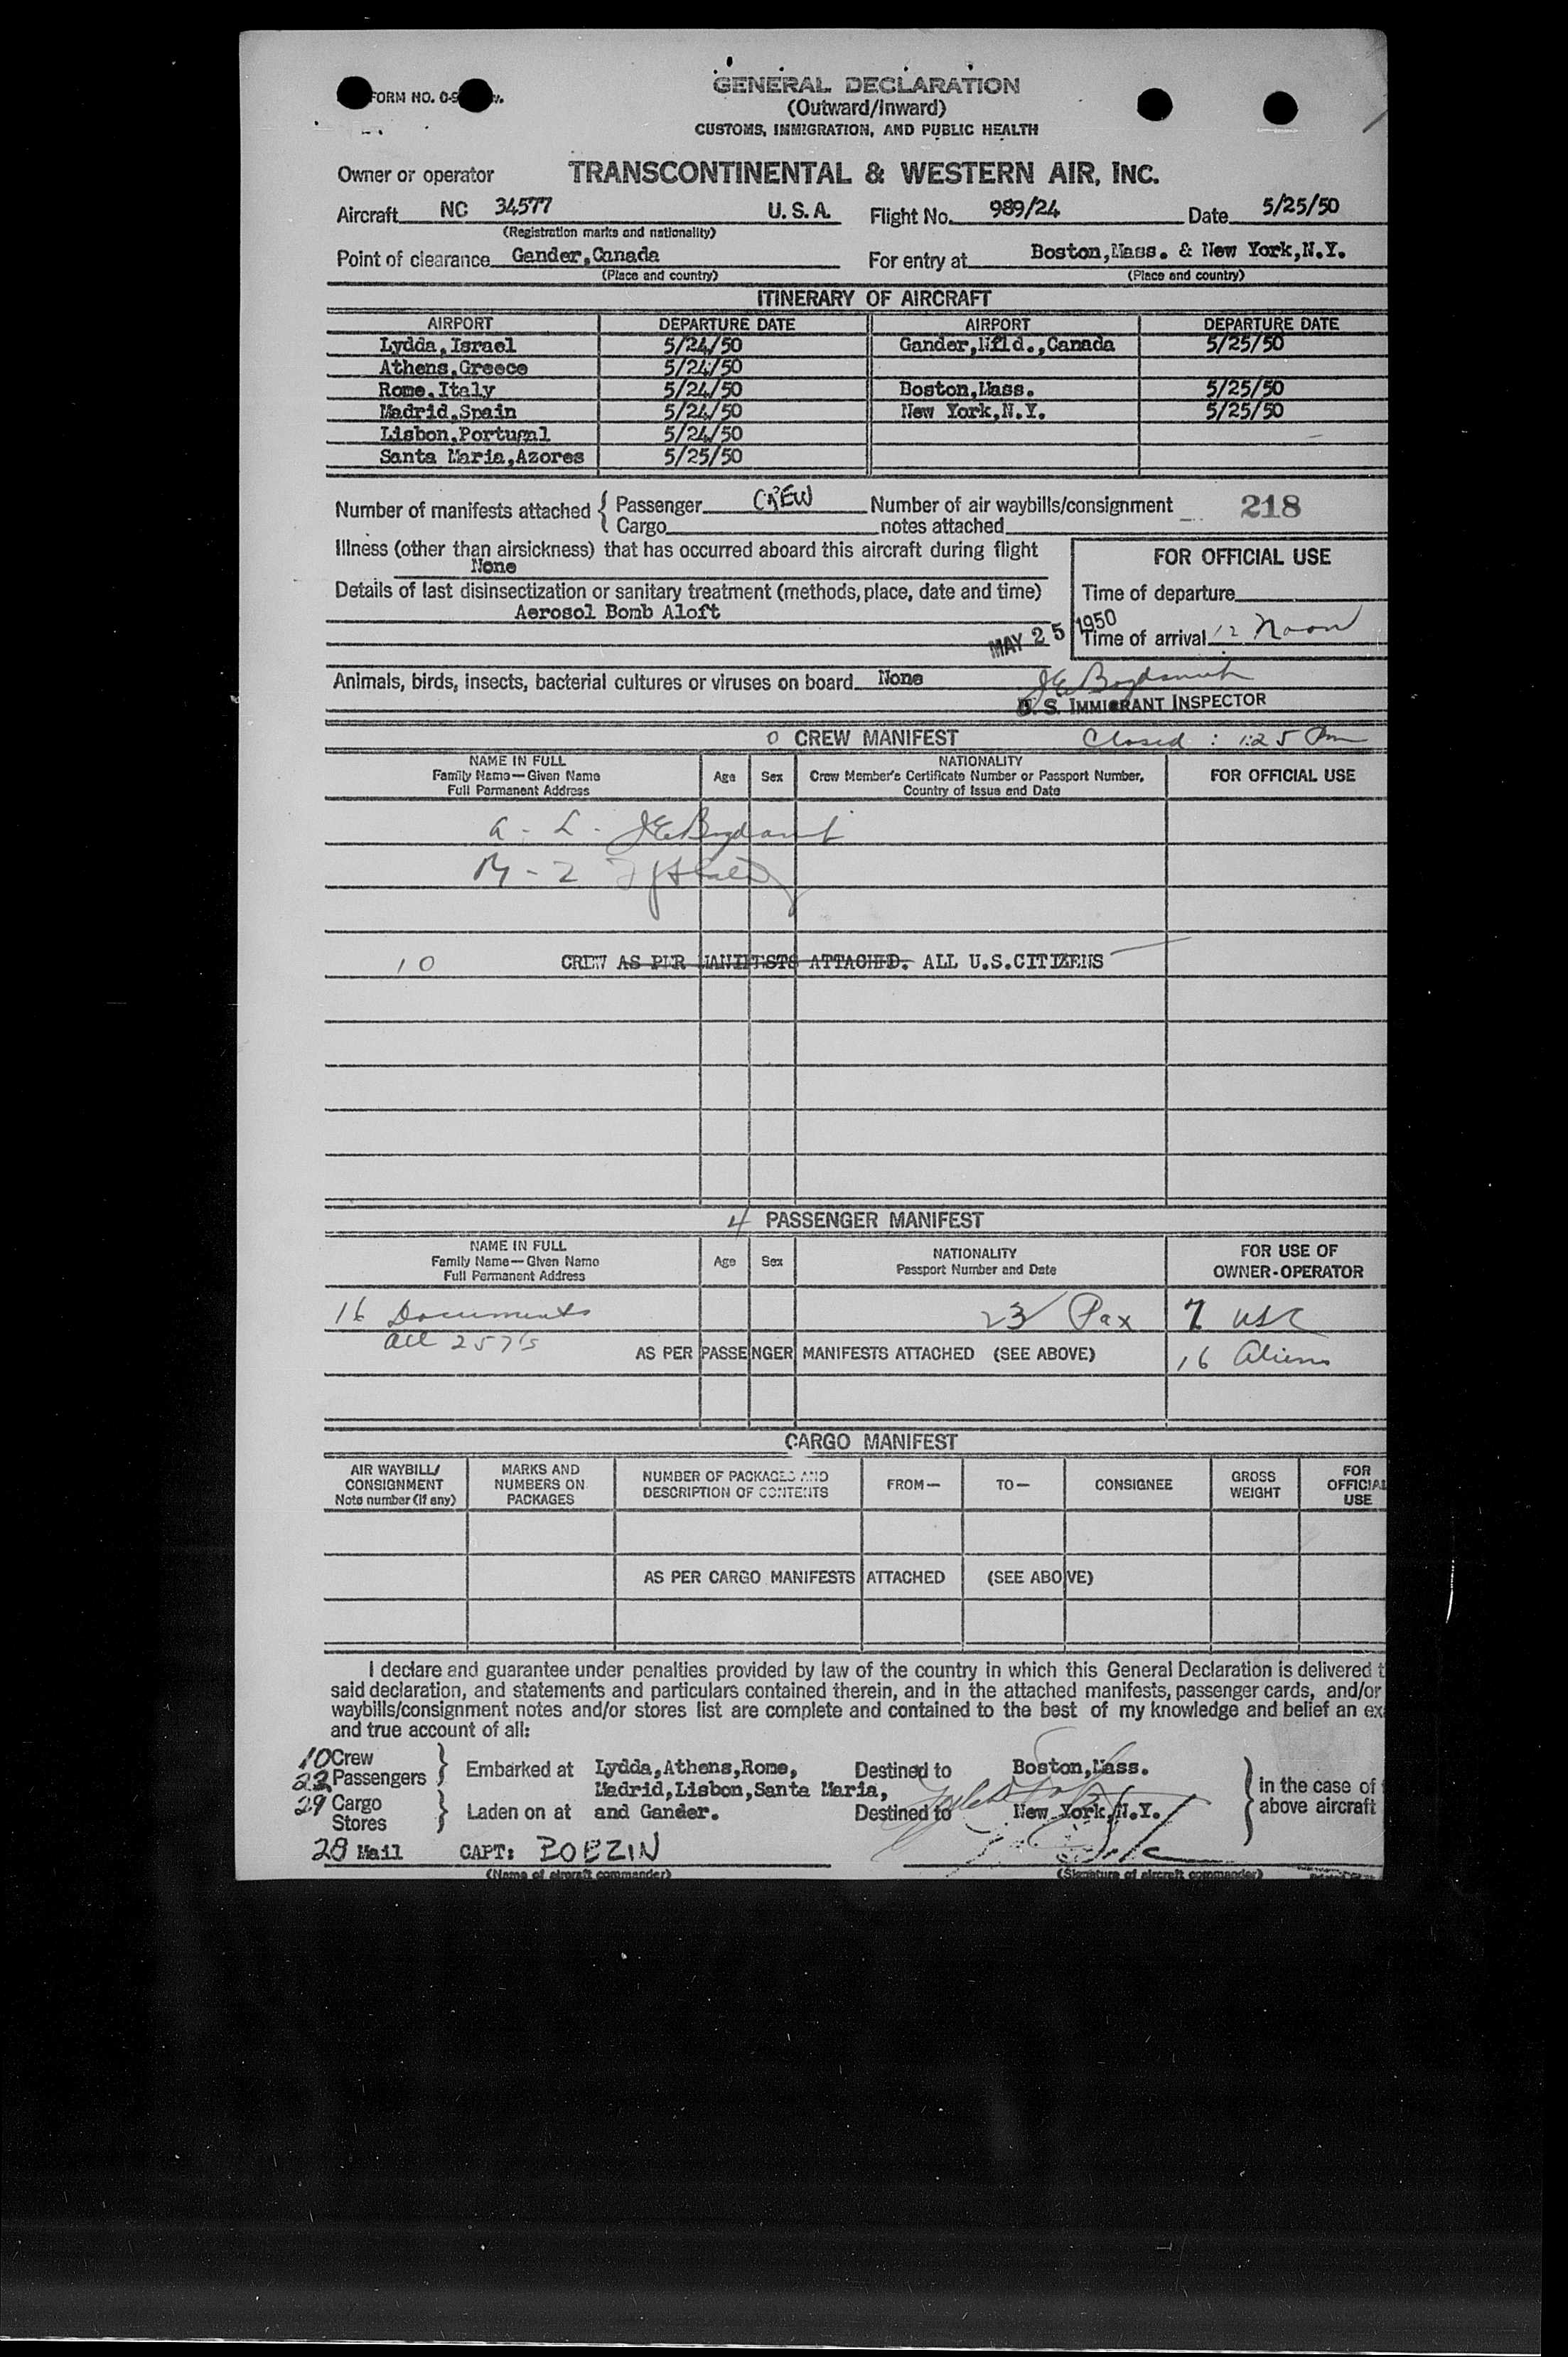 FORM NO.
GENERAL DECLARATION
(Outward/Inward)
CUSTOMS, IMMIGRATION, AND PUBLIC HEALTH
Owner or operator TRANSCONTINENTAL & WESTERN AIR, INC.
Aircraft NC 34577 U. S. A. Flight No. 989/24 Date 5/25/50
(Registration marks and nationality)
Point of clearance Gander, Canada For entry at Boston, Mass. & New York, N.Y.
(Place and country) (Place and country)
ITINERARY OF AIRCRAFT
AIRPORT DEPARTURE DATE AIRPORT DEPARTURE DATE
Lydda, Israel 5/24/50 Gander, Nfld., Canada 5/25/50
Athens, Greece 5/24/50
Rome, Italy 5/24/50 Boston, Mass. 5/25/50
Madrid, Spain 5/24/50 New York, N.Y. 5/25/50
Lisbon, Portugal 5/24/50
Santa Maria, Azores 5/25/50
Number of manifests attached { Passenger CREW Number of air waybills/consignment 218
Cargo notes attached
Illness (other than airsickness) that has occurred aboard this aircraft during flight
None
FOR OFFICIAL USE
Details of last disinsectization or sanitary treatment (methods, place, date and time)
Aerosol Bomb Aloft
Time of departure
MAY 25 1950
Time of arrival 12 Noon
Animals, birds, insects, bacterial cultures or viruses on board None
U. S. IMMIGRANT INSPECTOR
0 CREW MANIFEST Closed : 1:25 Pm
NAME IN FULL
Family Name—Given Name
Full Permanent Address
Age Sex
NATIONALITY
Crew Member's Certificate Number or Passport Number,
Country of Issue and Date
FOR OFFICIAL USE
10 CREW AS PER MANIFESTS ATTACHED. ALL U.S.CITIZENS
4 PASSENGER MANIFEST
NAME IN FULL
Family Name—Given Name
Full Permanent Address
Age Sex
NATIONALITY
Passport Number and Date
FOR USE OF
OWNER-OPERATOR
16 Documents 23 Pax 7 USC
all 257's
AS PER PASSENGER MANIFESTS ATTACHED (SEE ABOVE) 16 Aliens
CARGO MANIFEST
AIR WAYBILL/
CONSIGNMENT
Note number (if any)
MARKS AND
NUMBERS ON
PACKAGES
NUMBER OF PACKAGES AND
DESCRIPTION OF CONTENTS
FROM— TO— CONSIGNEE
GROSS
WEIGHT
FOR
OFFICIAL
USE
AS PER CARGO MANIFESTS ATTACHED (SEE ABOVE)
I declare and guarantee under penalties provided by law of the country in which this General Declaration is delivered t
said declaration, and statements and particulars contained therein, and in the attached manifests, passenger cards, and/or
waybills/consignment notes and/or stores list are complete and contained to the best of my knowledge and belief an ex
and true account of all:
10 Crew } Embarked at Lydda, Athens, Rome, Destined to Boston, Mass.
Passengers Madrid, Lisbon, Santa Maria, in the case of
29 Cargo } Laden on at and Gander. Destined to New York, N.Y. above aircraft
Stores
28 Mail CAPT: BOEZIN
(Name of aircraft commander) (Signature of aircraft commander)